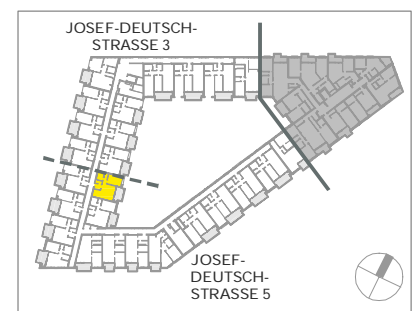 JOSEF-DEUTSCH-
STRASSE 3
JOSEF-
DEUTSCH-
STRASSE 5